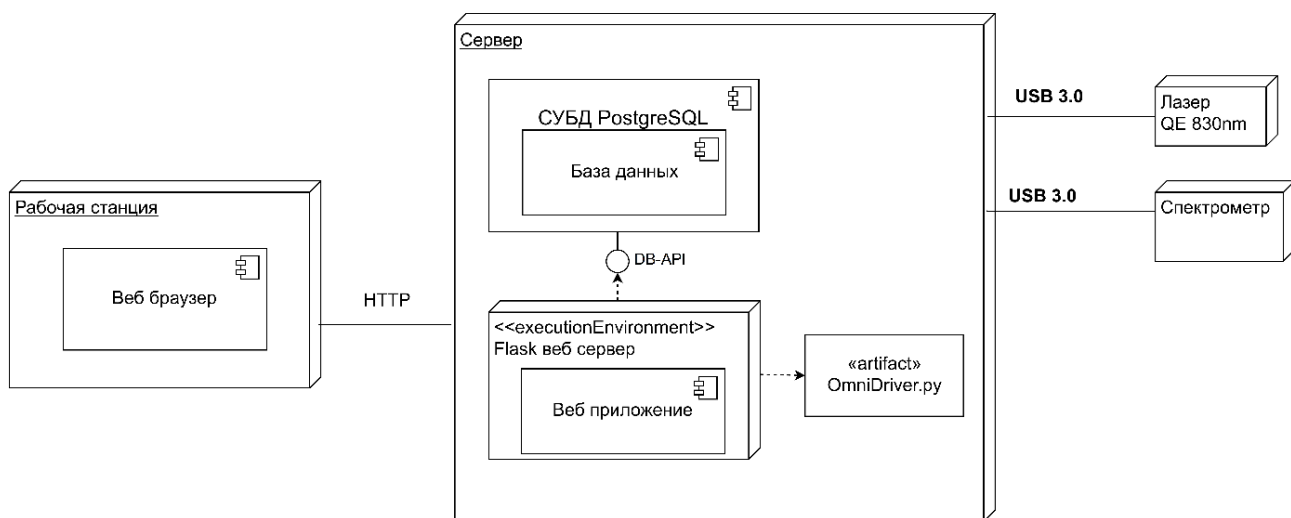 Сервер
СУБД PostgreSQL
База данных
DB-API
<<executionEnvironment>>
Flask веб сервер
Веб приложение
«artifact»
OmniDriver.py
Рабочая станция
Веб браузер
HTTP
USB 3.0
Лазер
QE 830nm
USB 3.0
Спектрометр